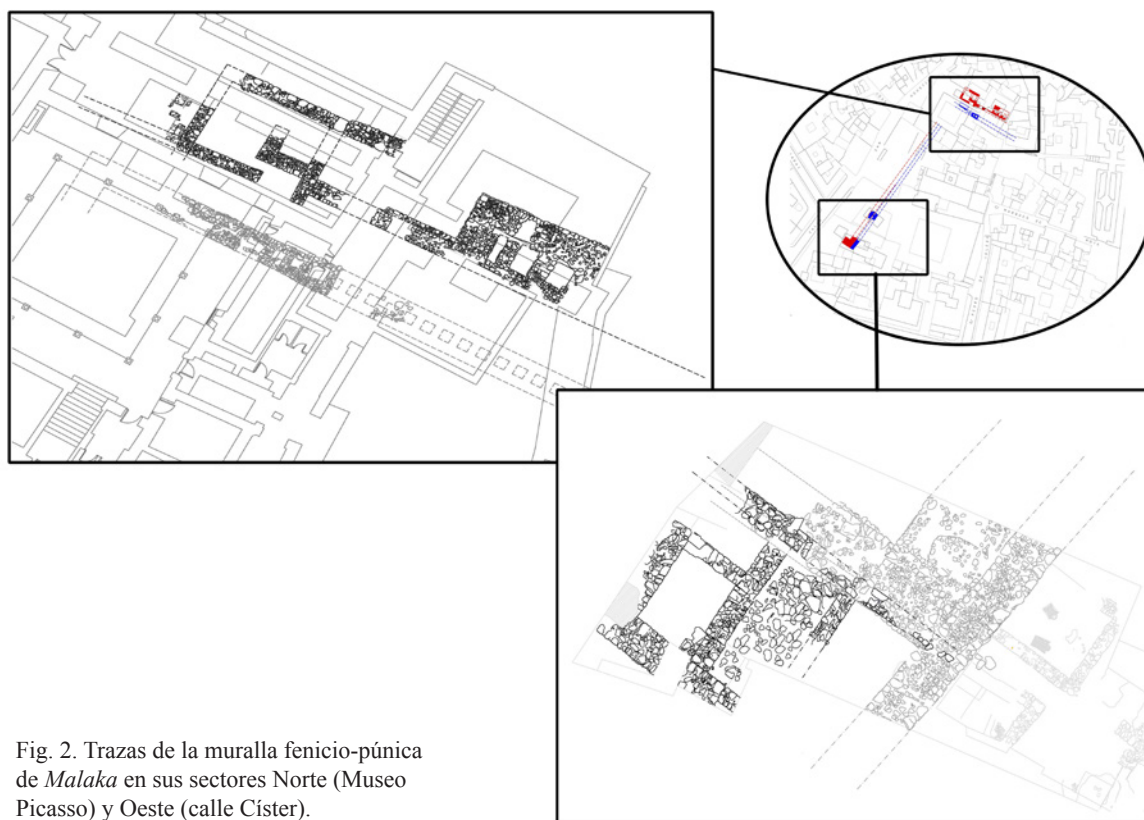 Fig. 2. Trazas de la muralla fenicio-púnica
de Malaka en sus sectores Norte (Museo
Picasso) y Oeste (calle Císter).